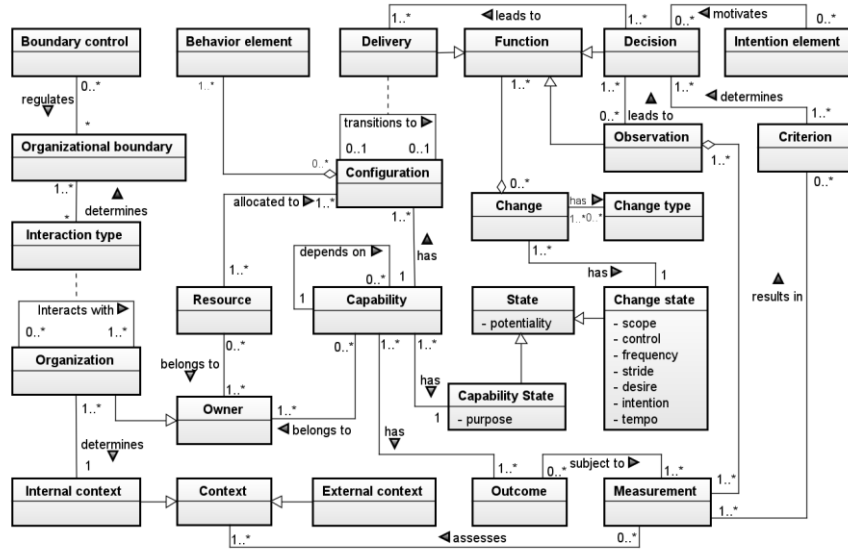 1..*
leads to
1..*
0..*
motivates
0..*
Boundary control
Behavior element
Delivery
Function
Decision
Intention element
0..*
1..*
1..*
1..*
1..*
determines
regulates
transitions to
0..*
leads to
1..*
*
0..1
0..1
Observation
Criterion
Organizational boundary
0..*
Configuration
1..*
0..*
1..*
allocated to
1..*
0..*
has
*
determines
1..*
Change
1..* 0..*
Change type
Interaction type
depends on
has
1..*
0..*
has
1..*
1
1
1
Interacts with
Resource
Capability
State
Change state
results in
- potentiality
- scope
0..*
1..*
0..*
0..*
1..*
1..*
- control
Organization
- frequency
belongs to
- stride
has
Capability State
- desire
1..*
1..*
1..*
- purpose
- intention
Owner
1
- tempo
belongs to
determines
has
subject to
1
1..*
0..*
1..*
1..*
Internal context
Context
External context
Outcome
Measurement
1..*
1..*
assesses
0..*